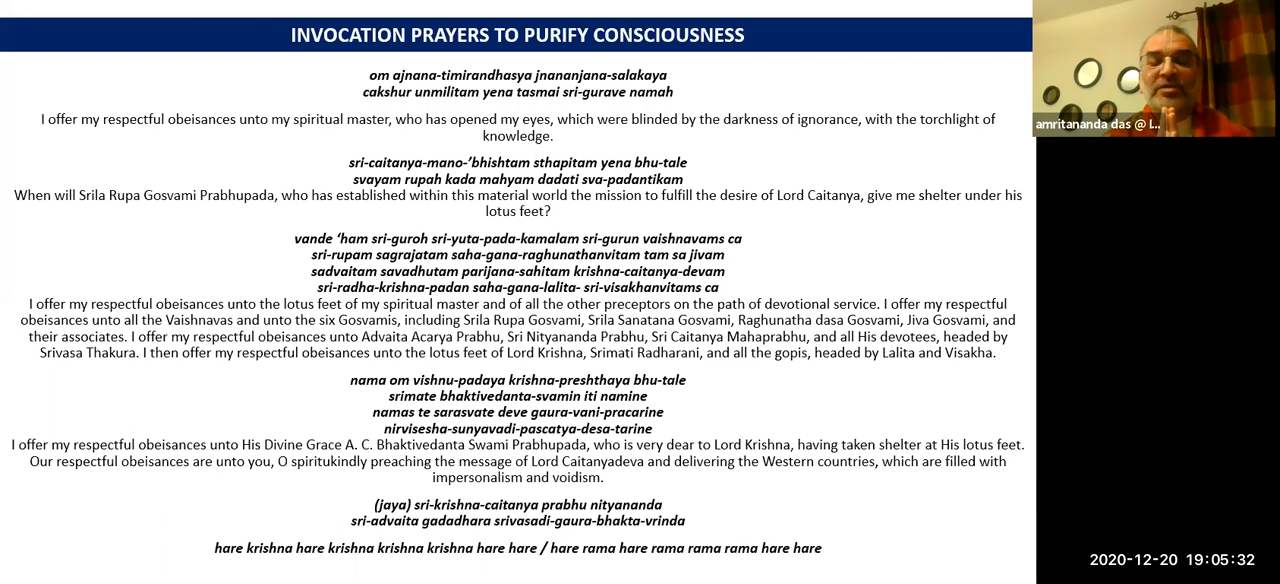 INVOCATION PRAYERS TO PURIFY CONSCIOUSNESS
om ajnana-timirandhasya jnananjana-salakaya
cakshur unmilitam yena tasmai sri-gurave namah
I offer my respectful obeisances unto my spiritual master, who has opened my eyes, which were blinded by the darkness of ignorance, with the torchlight of
knowledge.
sri-caitanya-mano-’bhishtam sthapitam yena bhu-tale
svayam rupah kada mahyam dadati sva-padantikam
When will Srila Rupa Gosvami Prabhupada, who has established within this material world the mission to fulfill the desire of Lord Caitanya, give me shelter under his
lotus feet?
vande ‘ham sri-guroh sri-yuta-pada-kamalam sri-gurun vaishnavams ca
sri-rupam sagrajatam saha-gana-raghunathanvitam tam sa jivam
sadvaitam savadhutam parijana-sahitam krishna-caitanya-devam
sri-radha-krishna-padan saha-gana-lalita- sri-visakhanvitams ca
I offer my respectful obeisances unto the lotus feet of my spiritual master and of all the other preceptors on the path of devotional service. I offer my respectful
obeisances unto all the Vaishnavas and unto the six Gosvamis, including Srila Rupa Gosvami, Srila Sanatana Gosvami, Raghunatha dasa Gosvami, Jiva Gosvami, and
their associates. I offer my respectful obeisances unto Advaita Acarya Prabhu, Sri Nityananda Prabhu, Sri Caitanya Mahaprabhu, and all His devotees, headed by
Srivasa Thakura. I then offer my respectful obeisances unto the lotus feet of Lord Krishna, Srimati Radharani, and all the gopis, headed by Lalita and Visakha.
nama om vishnu-padaya krishna-preshthaya bhu-tale
srimate bhaktivedanta-svamin iti namine
namas te sarasvate deve gaura-vani-pracarine
nirvisesha-sunyavadi-pascatya-desa-tarine
I offer my respectful obeisances unto His Divine Grace A. C. Bhaktivedanta Swami Prabhupada, who is very dear to Lord Krishna, having taken shelter at His lotus feet.
Our respectful obeisances are unto you, O spiritukindly preaching the message of Lord Caitanyadeva and delivering the Western countries, which are filled with
impersonalism and voidism.
(jaya) sri-krishna-caitanya prabhu nityananda
sri-advaita gadadhara srivasadi-gaura-bhakta-vrinda
hare krishna hare krishna krishna krishna hare hare / hare rama hare rama rama rama hare hare
amritananda das @ l...
2020-12-20 19:05:32